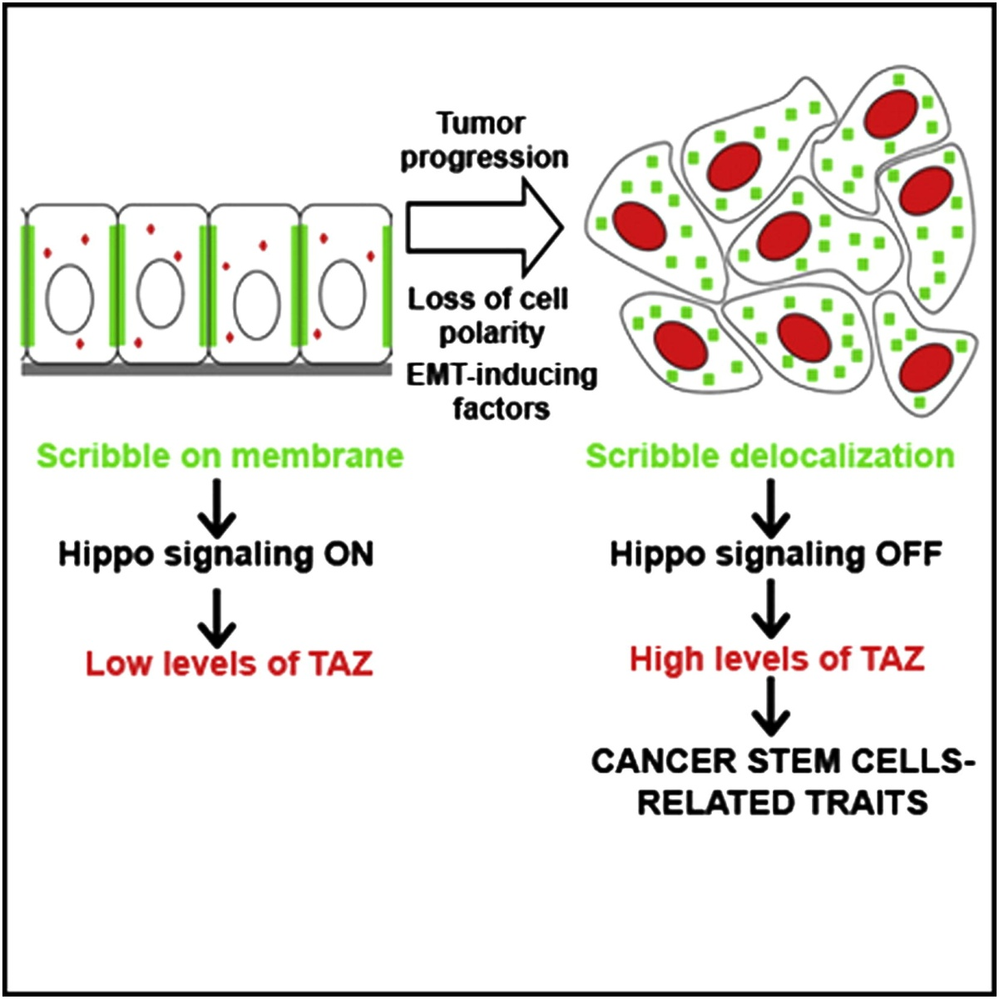 Tumor
progression
Loss of cell
polarity
EMT-inducing
factors
Scribble on membrane
Hippo signaling ON
Low levels of TAZ
Scribble delocalization
Hippo signaling OFF
High levels of TAZ
CANCER STEM CELLS-
RELATED TRAITS